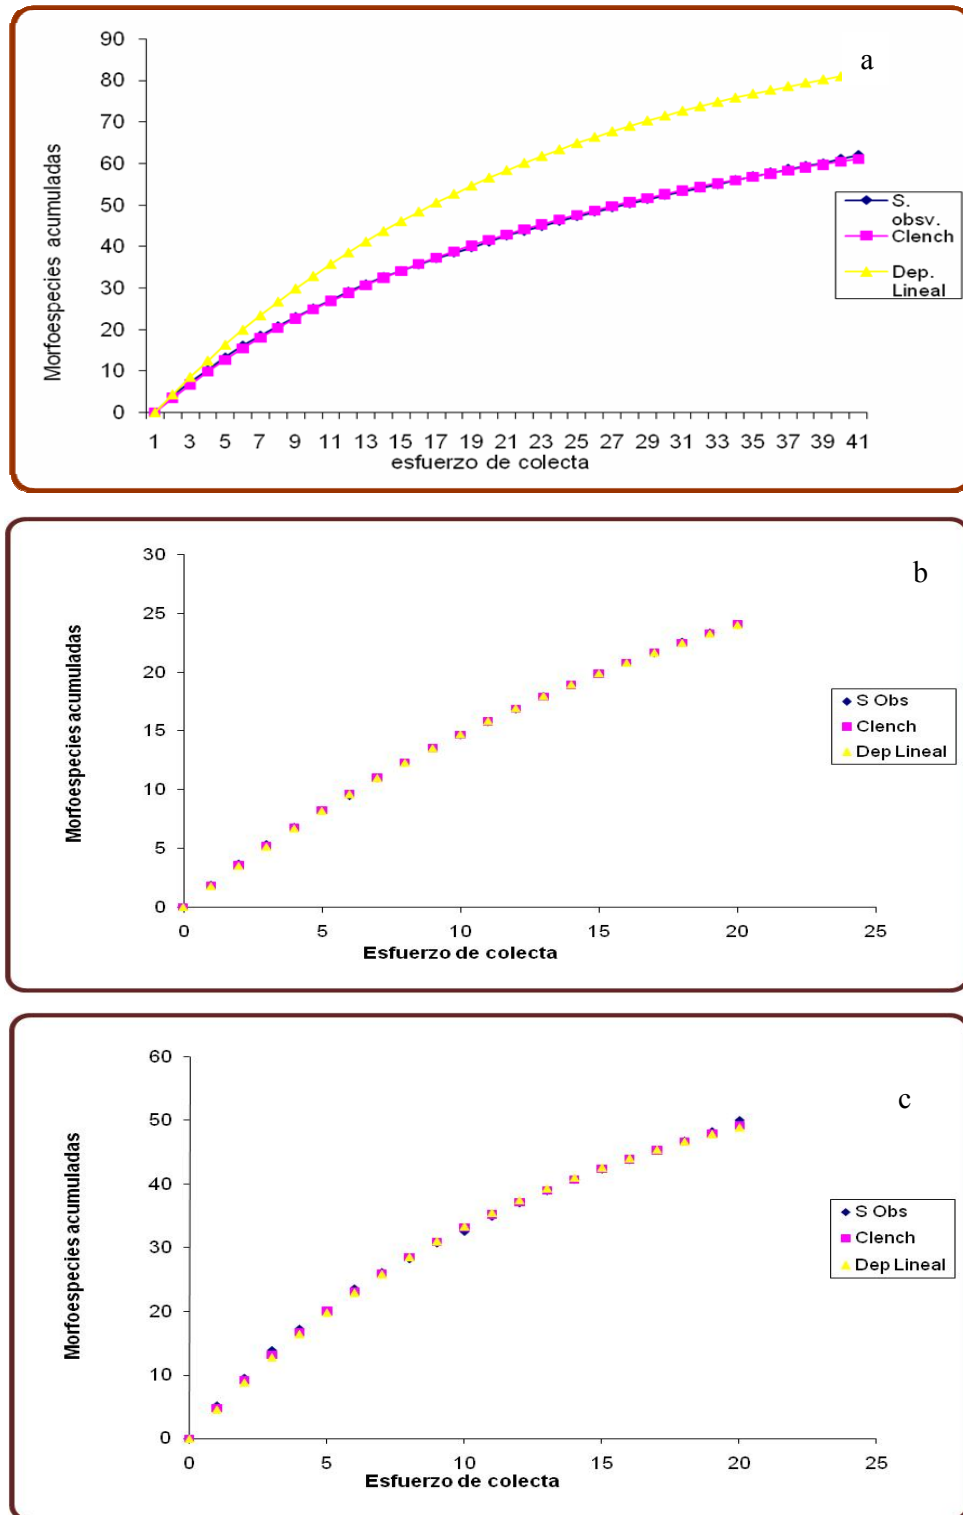 a
90
80
70
60
50
40
30
20
10
0
Morfoespecies acumuladas
1 3 5 7 9 11 13 15 17 19 21 23 25 27 29 31 33 35 37 39 41
esfuerzo de colecta
S.
obsv.
Clench
Dep.
Lineal
b
30
25
20
15
10
5
0
Morfoespecies acumuladas
0 5 10 15 20 25
Esfuerzo de colecta
S Obs
Clench
Dep Lineal
c
60
50
40
30
20
10
0
Morfoespecies acumuladas
0 5 10 15 20 25
Esfuerzo de colecta
S Obs
Clench
Dep Lineal